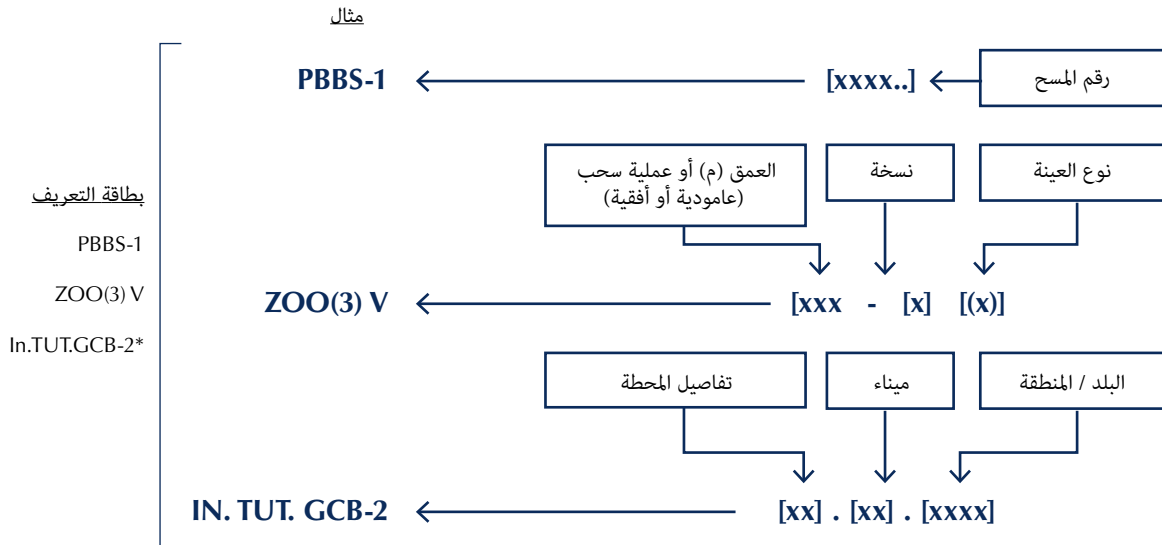 مثال
رقم المسح
[xxxx..]
PBBS-1
نوع العينة
نسخة
العمق (م) أو عملية سحب
(عامودية أو أفقية)
[xxx - [x] [(x)]
ZOO(3) V
البلد / المنطقة
ميناء
تفاصيل المحطة
[xx] . [xx] . [xxxx]
IN. TUT. GCB-2
بطاقة التعريف
PBBS-1
ZOO(3) V
In.TUT.GCB-2*